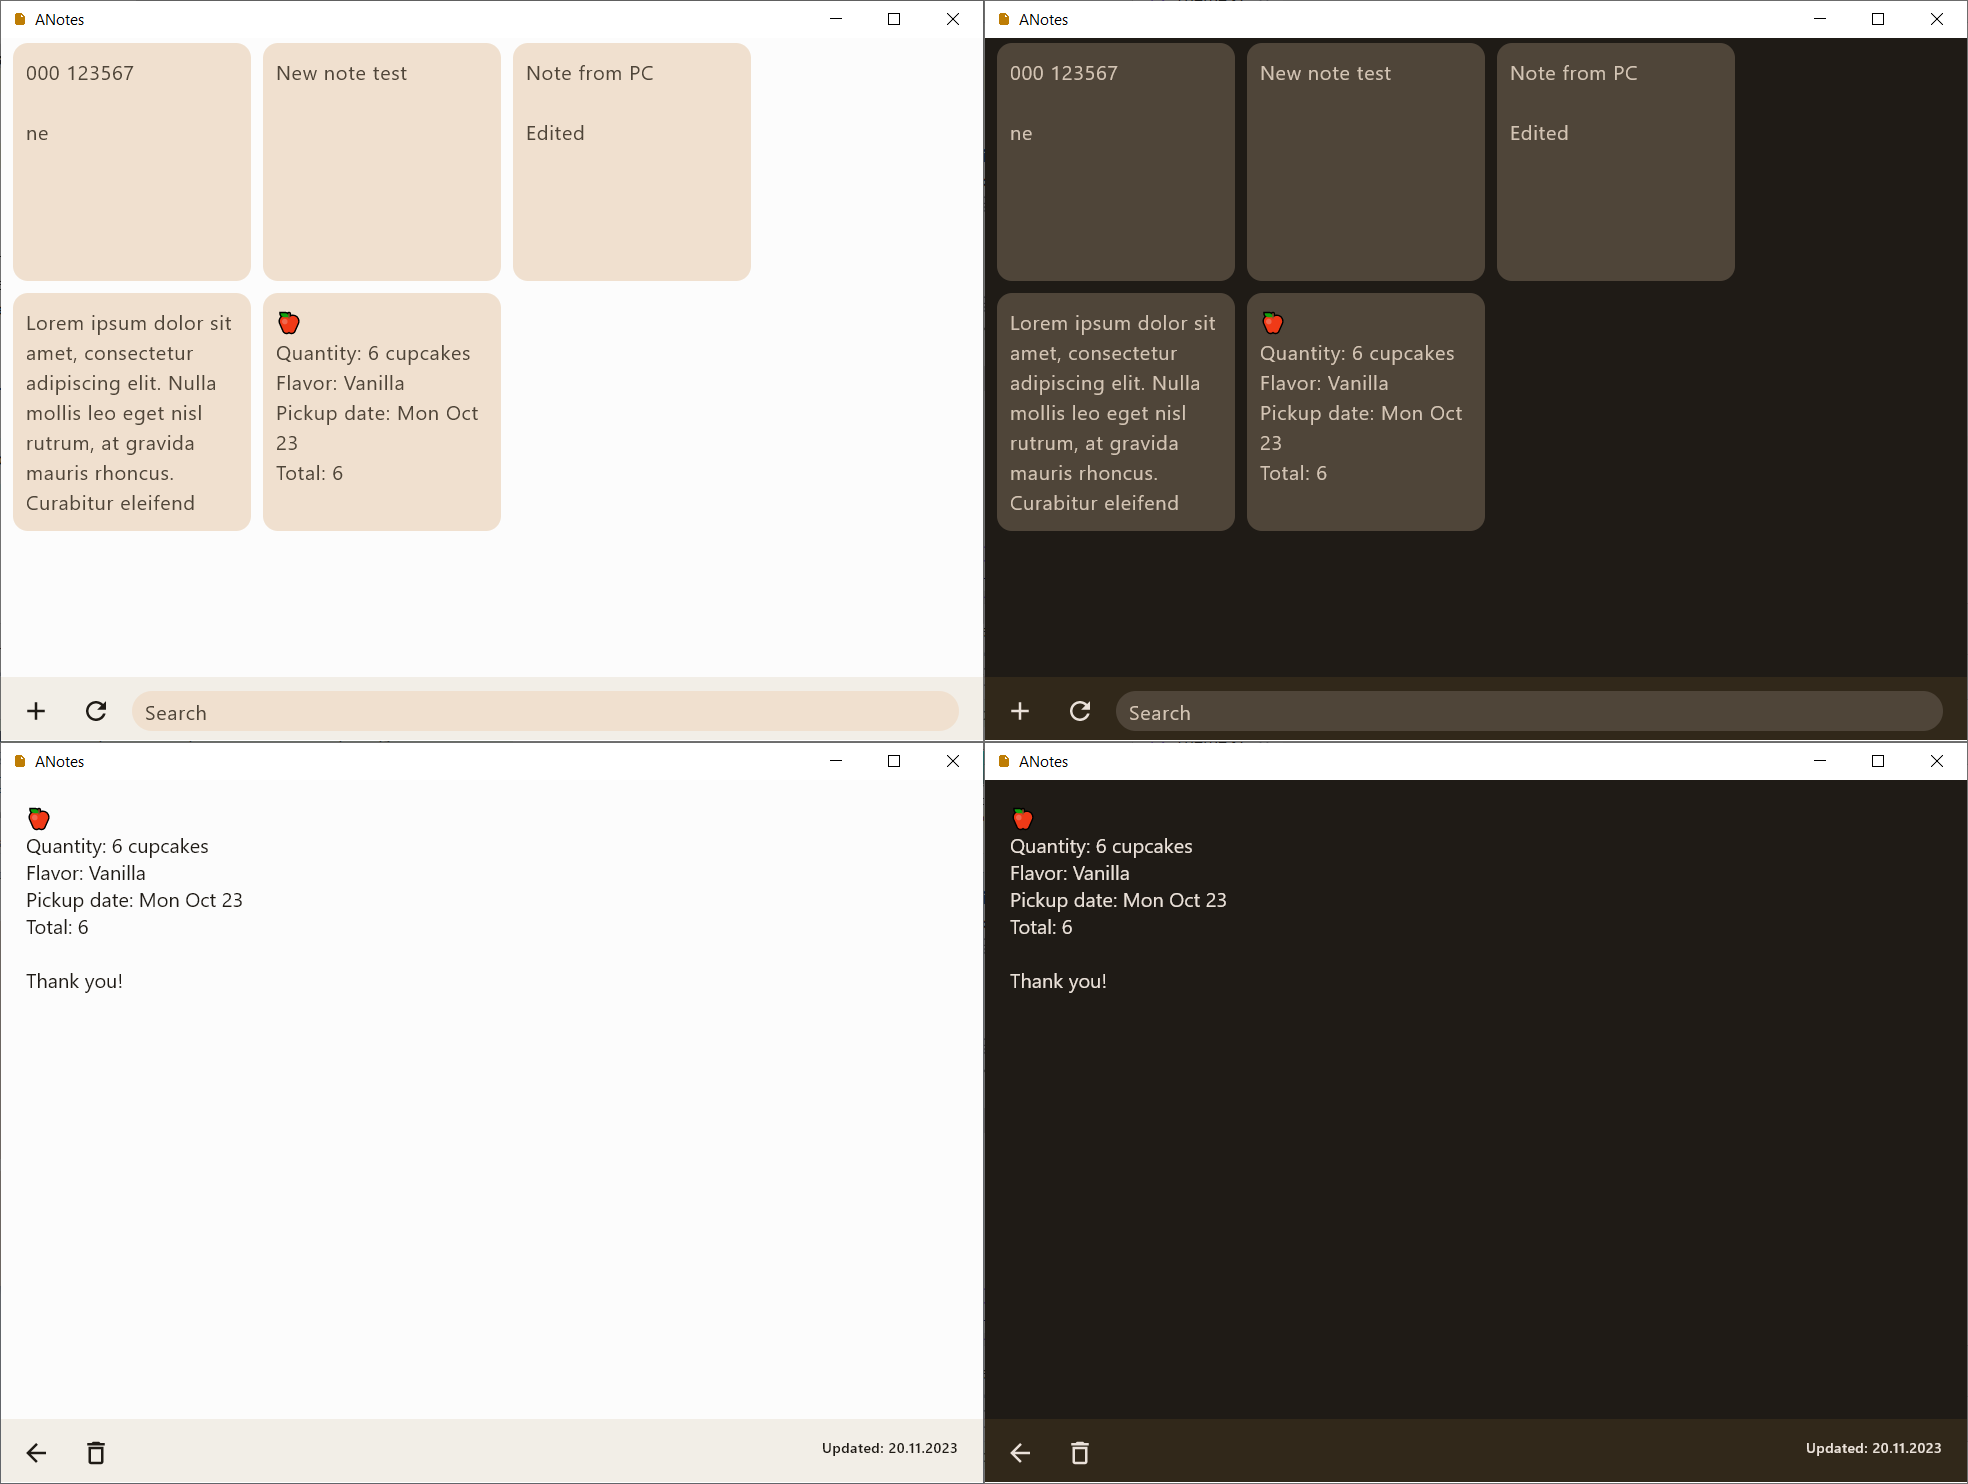 ANotes
000 123567
ne
New note test
Note from PC
Edited
Lorem ipsum dolor sit
amet, consectetur
adipiscing elit. Nulla
mollis leo eget nisl
rutrum, at gravida
mauris rhoncus.
Curabitur eleifend
🍎
Quantity: 6 cupcakes
Flavor: Vanilla
Pickup date: Mon Oct
23
Total: 6
Search
ANotes
000 123567
ne
New note test
Note from PC
Edited
Lorem ipsum dolor sit
amet, consectetur
adipiscing elit. Nulla
mollis leo eget nisl
rutrum, at gravida
mauris rhoncus.
Curabitur eleifend
🍎
Quantity: 6 cupcakes
Flavor: Vanilla
Pickup date: Mon Oct
23
Total: 6
Search
ANotes
🍎
Quantity: 6 cupcakes
Flavor: Vanilla
Pickup date: Mon Oct 23
Total: 6
Thank you!
Updated: 20.11.2023
ANotes
🍎
Quantity: 6 cupcakes
Flavor: Vanilla
Pickup date: Mon Oct 23
Total: 6
Thank you!
Updated: 20.11.2023